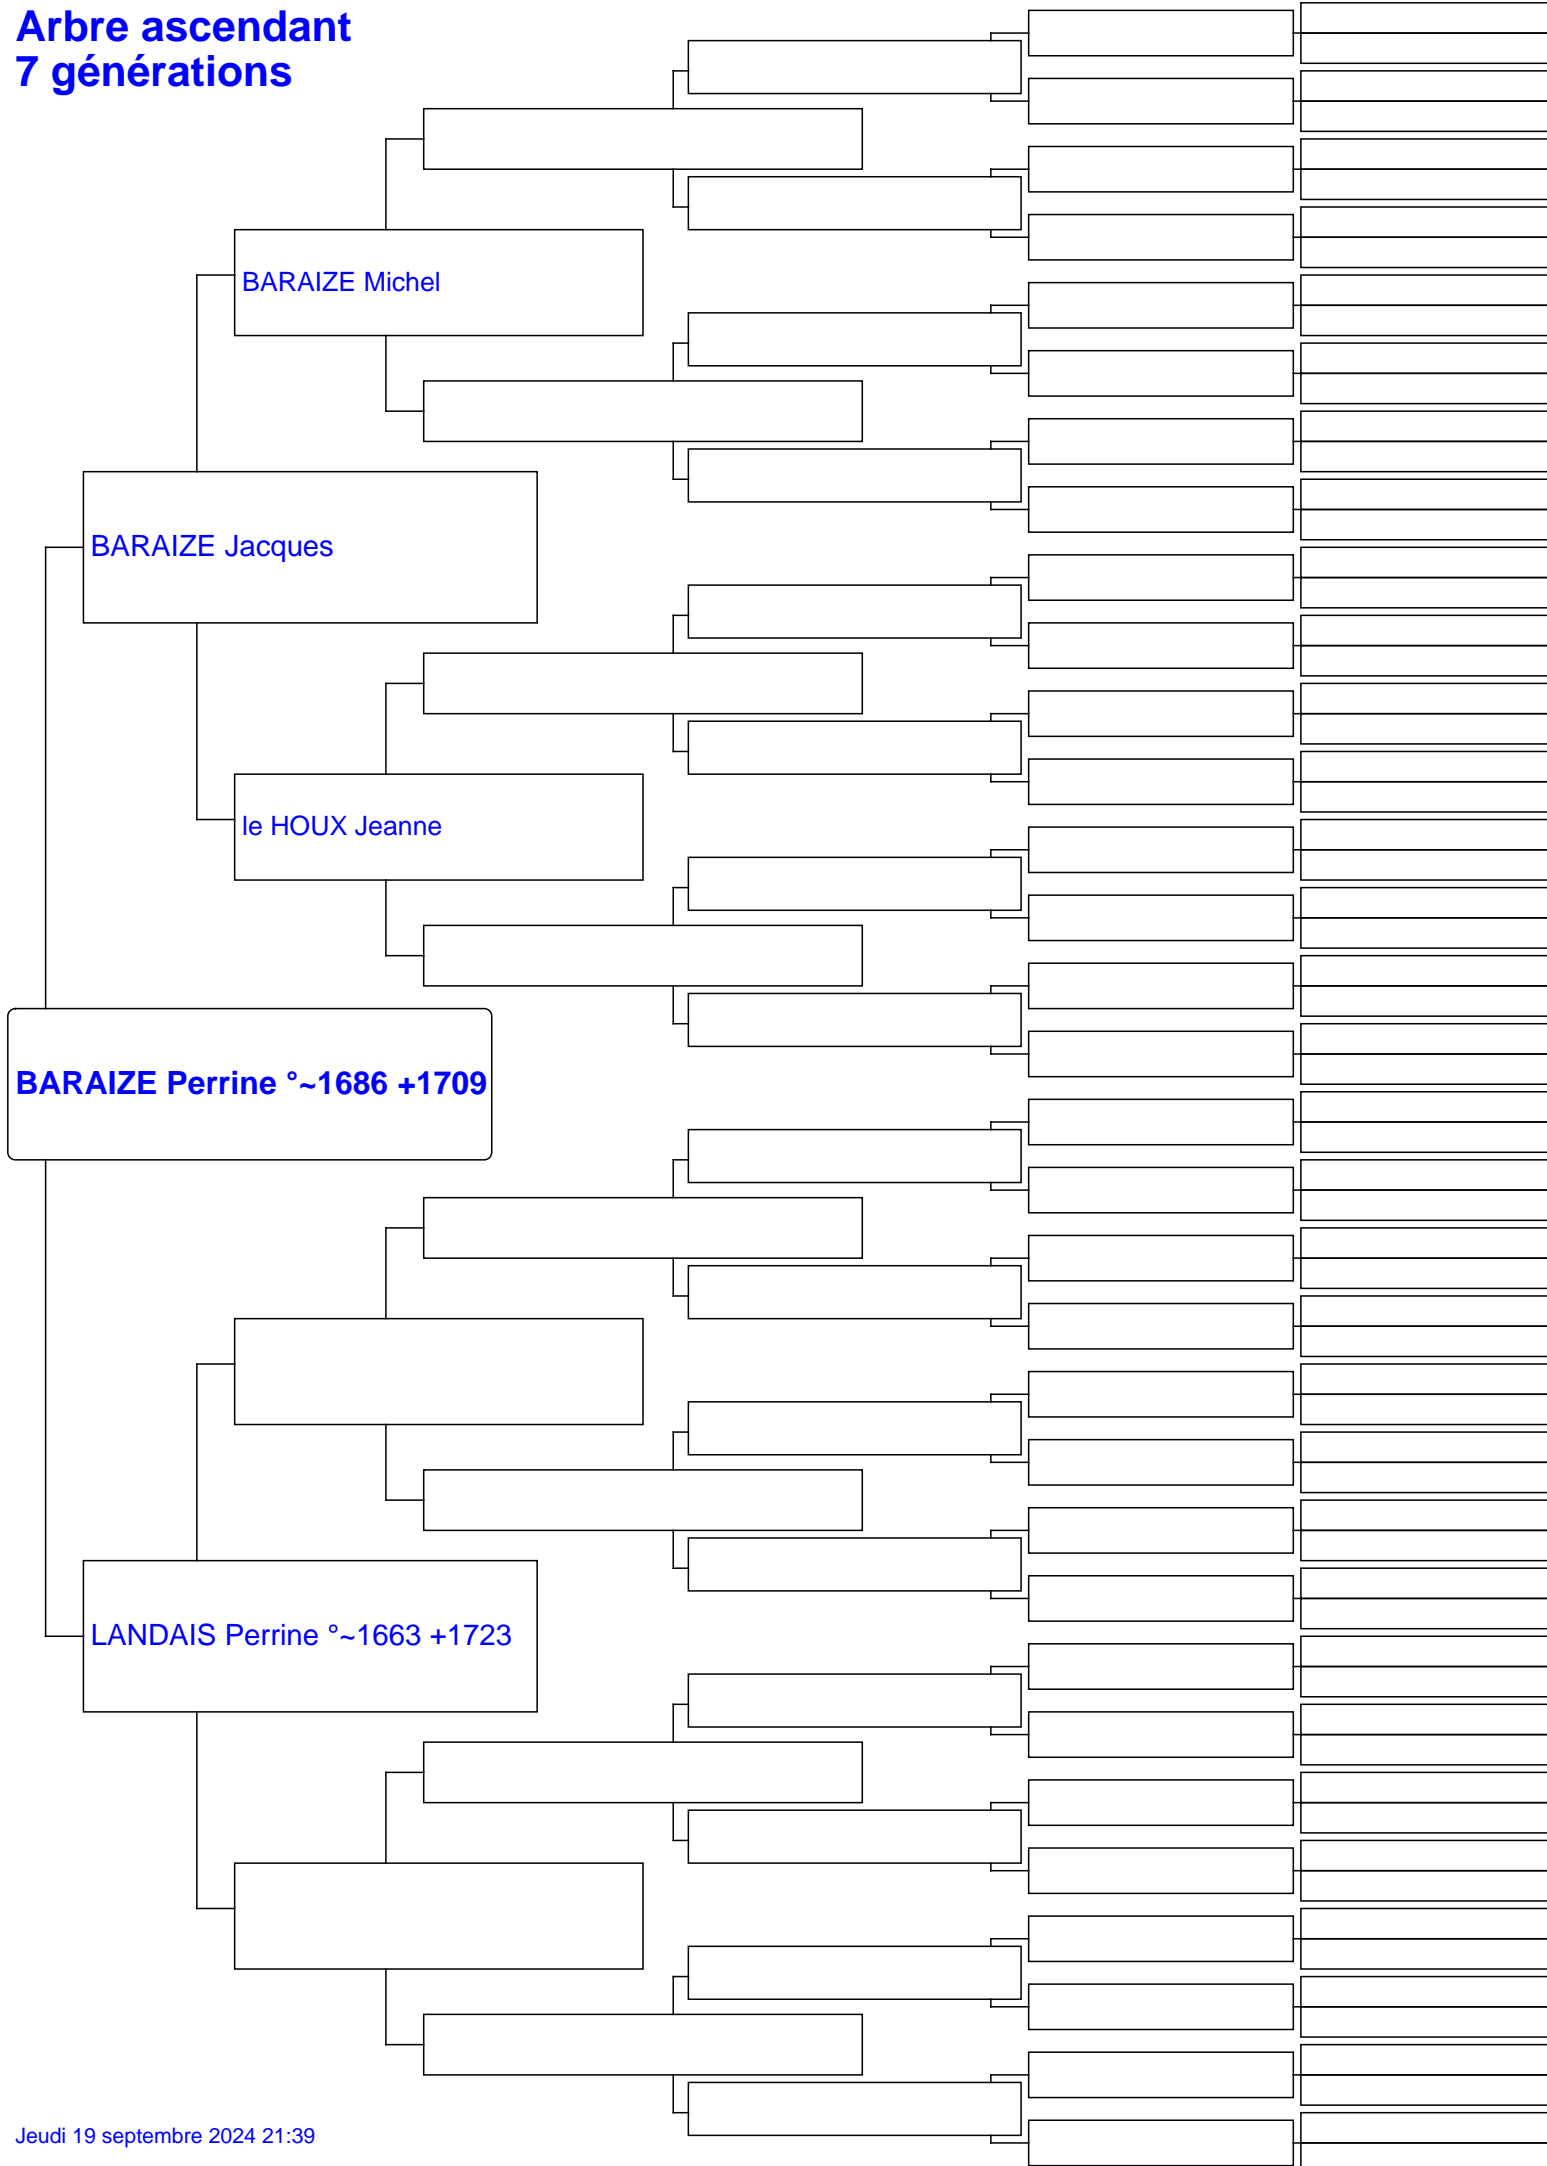 Arbre ascendant
7 générations
BARAIZE Michel
BARAIZE Jacques
le HOUX Jeanne
BARAIZE Perrine °~1686 +1709
LANDAIS Perrine °~1663 +1723
Jeudi 19 septembre 2024 21:39